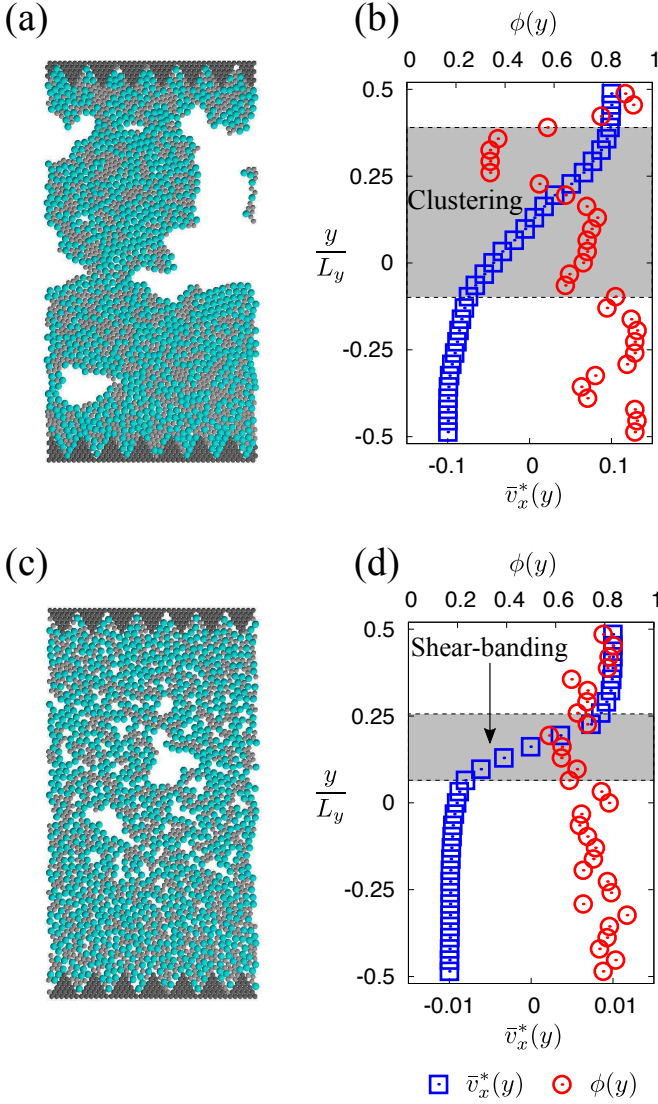 (a)
(b)
ϕ(y)
0 0.2 0.4 0.6 0.8 1
0.5
0.25
0
-0.25
-0.5
y
L_y
Clustering
-0.1 0 0.1
v̅_x^*(y)
(c)
(d)
ϕ(y)
0 0.2 0.4 0.6 0.8 1
0.5
0.25
0
-0.25
-0.5
y
L_y
Shear-banding
-0.01 0 0.01
v̅_x^*(y)
v̅_x^*(y) ϕ(y)